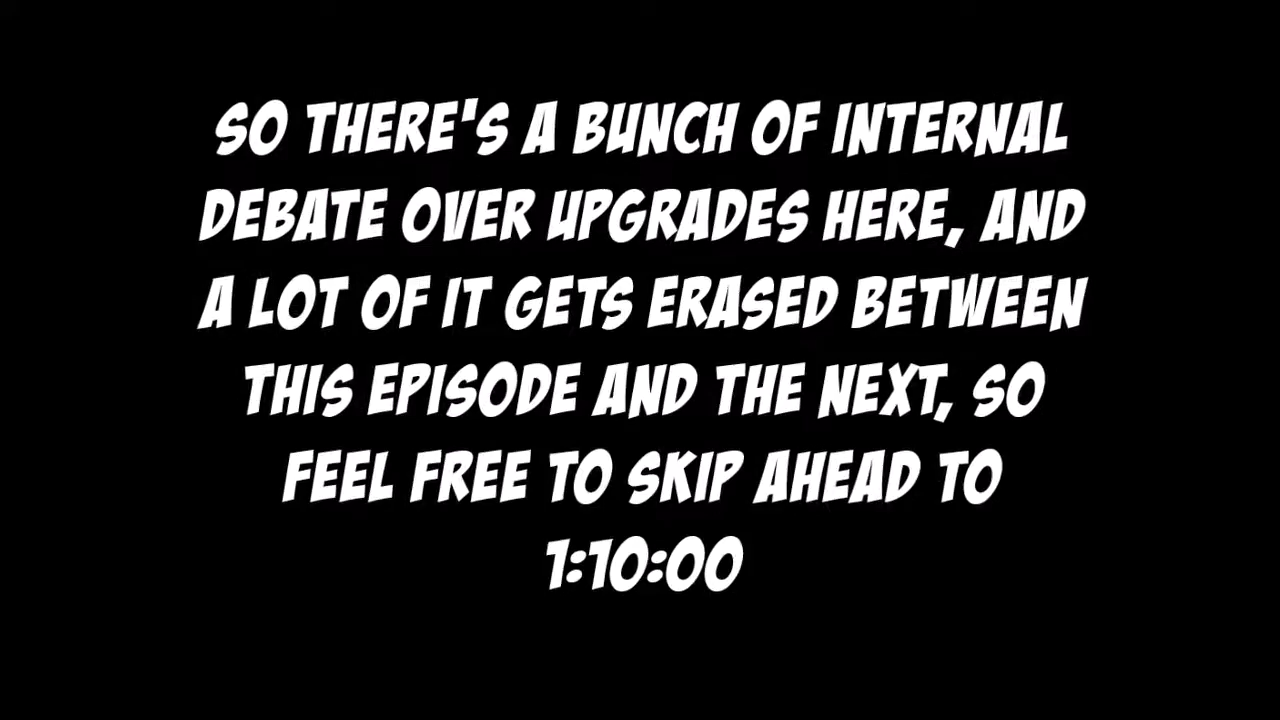 SO THERE'S A BUNCH OF INTERNAL
DEBATE OVER UPGRADES HERE, AND
A LOT OF IT GETS ERASED BETWEEN
THIS EPISODE AND THE NEXT, SO
FEEL FREE TO SKIP AHEAD TO
1:10:00